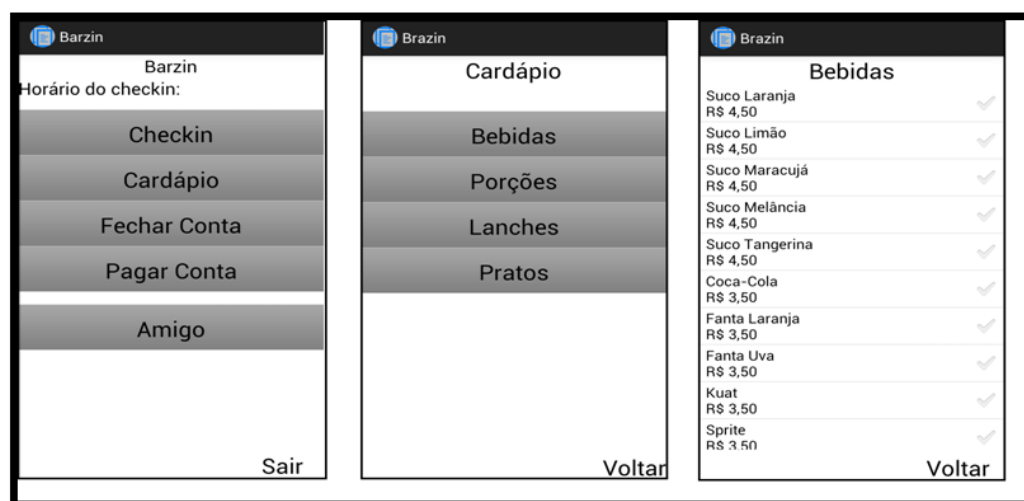 Barzin
Barzin
Horário do checkin:
Checkin
Cardápio
Fechar Conta
Pagar Conta
Amigo
Sair
Brazin
Cardápio
Bebidas
Porções
Lanches
Pratos
Voltar
Brazin
Bebidas
Suco Laranja
R$ 4,50
Suco Limão
R$ 4,50
Suco Maracujá
R$ 4,50
Suco Melância
R$ 4,50
Suco Tangerina
R$ 4,50
Coca-Cola
R$ 3,50
Fanta Laranja
R$ 3,50
Fanta Uva
R$ 3,50
Kuat
R$ 3,50
Sprite
R$ 3,50
Voltar